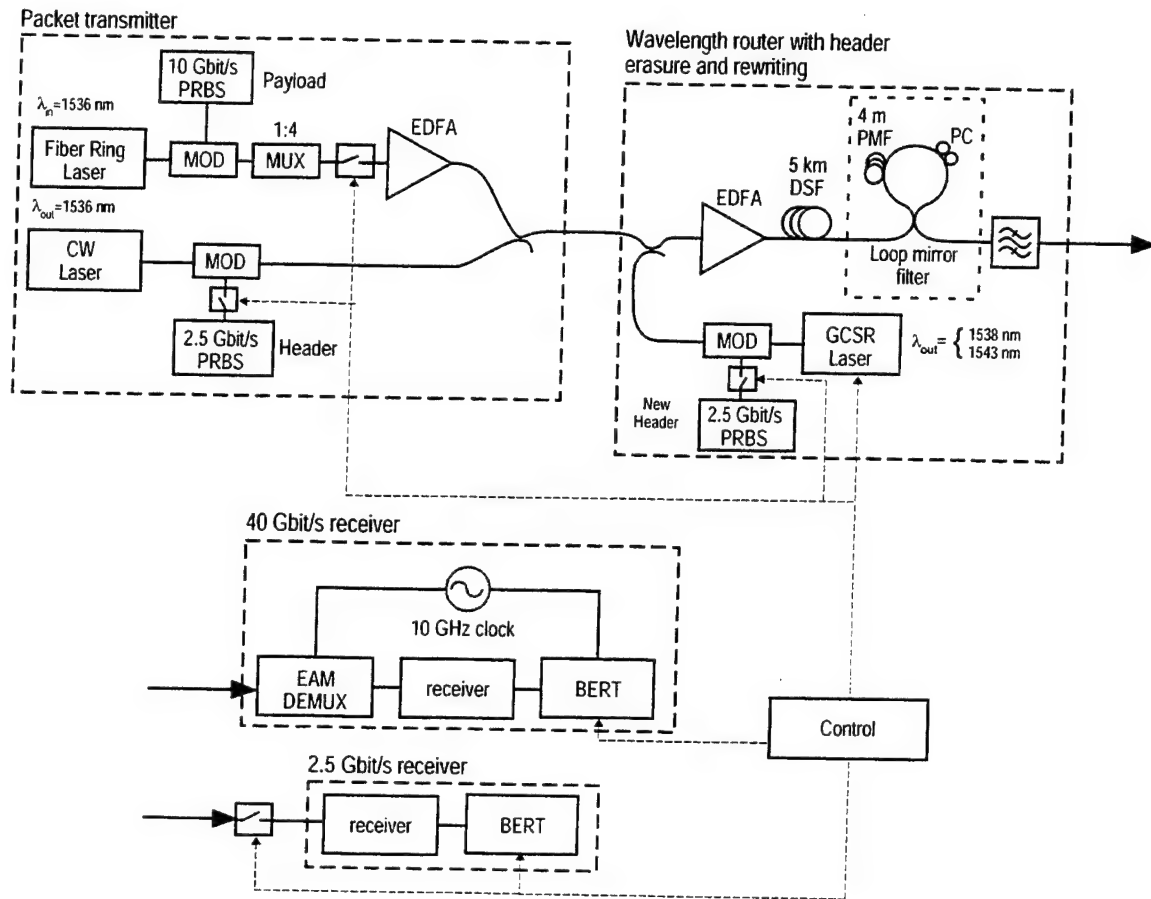 Packet transmitter
10 Gbit/s
PRBS
Payload
λin=1536 nm
Fiber Ring
Laser
MOD
1:4
MUX
EDFA
λout=1536 nm
CW
Laser
MOD
2.5 Gbit/s
PRBS
Header
Wavelength router with header
erasure and rewriting
4 m
PMF
PC
5 km
DSF
EDFA
Loop mirror
filter
MOD
GCSR
Laser
λout= { 1538 nm
1543 nm
New
Header
2.5 Gbit/s
PRBS
40 Gbit/s receiver
10 GHz clock
EAM
DEMUX
receiver
BERT
Control
2.5 Gbit/s receiver
receiver
BERT